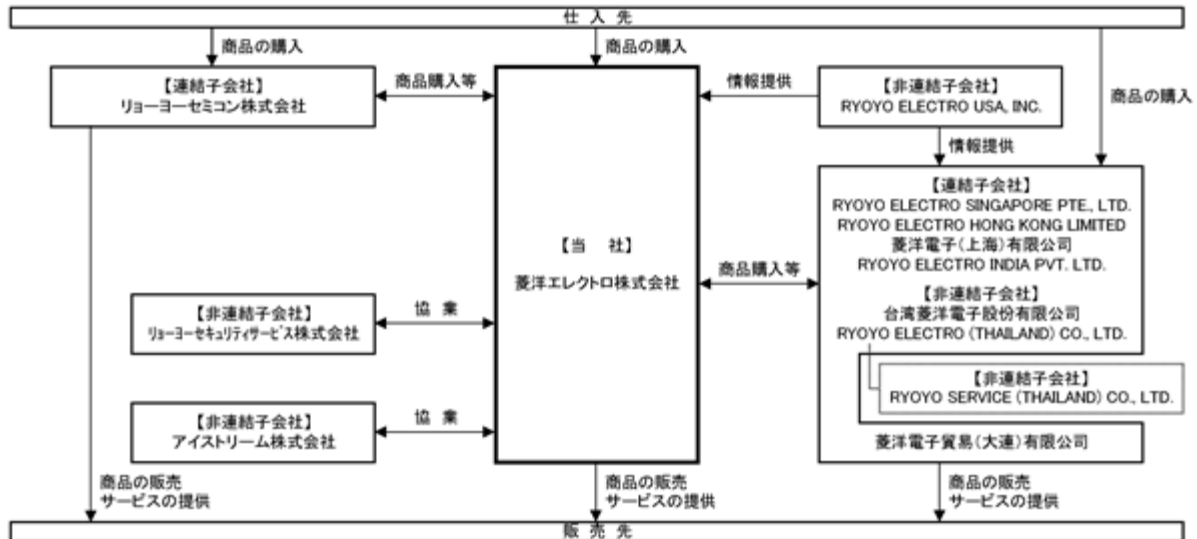 仕 入 先
商品の購入
商品の購入
商品の購入
【連結子会社】
リョーヨーセミコン株式会社
商品購入等
【当　社】
菱洋エレクトロ株式会社
情報提供
【非連結子会社】
RYOYO ELECTRO USA, INC.
情報提供
【連結子会社】
RYOYO ELECTRO SINGAPORE PTE., LTD.
RYOYO ELECTRO HONG KONG LIMITED
菱洋電子(上海)有限公司
RYOYO ELECTRO INDIA PVT. LTD.
商品購入等
【非連結子会社】
台湾菱洋電子股份有限公司
RYOYO ELECTRO (THAILAND) CO., LTD.
【非連結子会社】
RYOYO SERVICE (THAILAND) CO., LTD.
菱洋電子貿易(大連)有限公司
【非連結子会社】
リョーヨーセキュリティサービス株式会社
協 業
【非連結子会社】
アイストリーム株式会社
協 業
商品の販売
サービスの提供
商品の販売
サービスの提供
商品の販売
サービスの提供
販 売 先